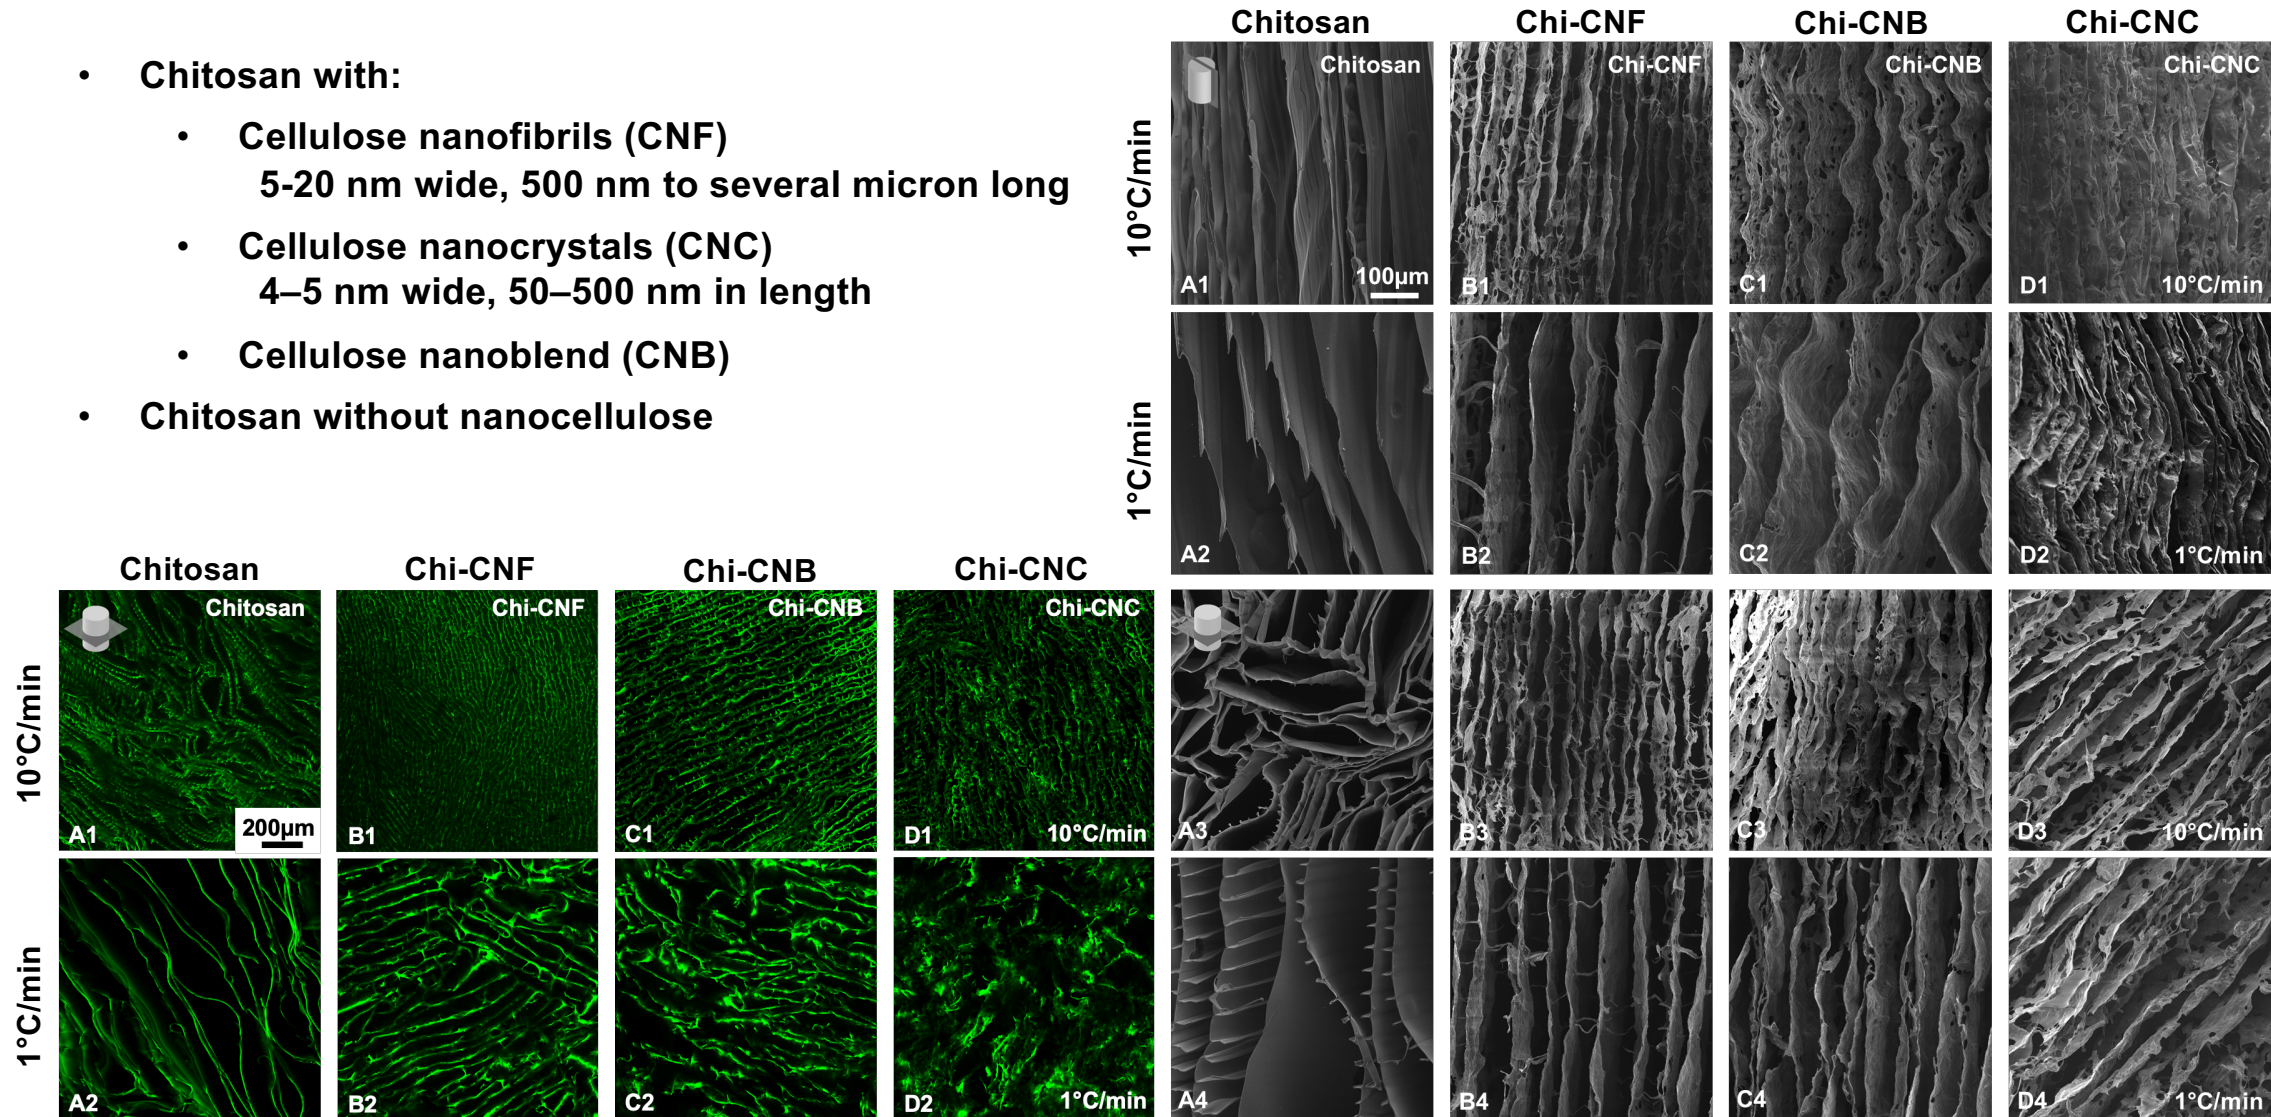 • Chitosan with:
• Cellulose nanofibrils (CNF)
5-20 nm wide, 500 nm to several micron long
• Cellulose nanocrystals (CNC)
4–5 nm wide, 50–500 nm in length
• Cellulose nanoblend (CNB)
• Chitosan without nanocellulose
Chitosan Chi-CNF Chi-CNB Chi-CNC
10°C/min
Chitosan Chi-CNF Chi-CNB Chi-CNC
200µm
A1 B1 C1 D1 10°C/min
1°C/min
A2 B2 C2 D2 1°C/min
Chitosan Chi-CNF Chi-CNB Chi-CNC
10°C/min
Chitosan Chi-CNF Chi-CNB Chi-CNC
100µm
A1 B1 C1 D1 10°C/min
1°C/min
A2 B2 C2 D2 1°C/min
A3 B3 C3 D3 10°C/min
A4 B4 C4 D4 1°C/min